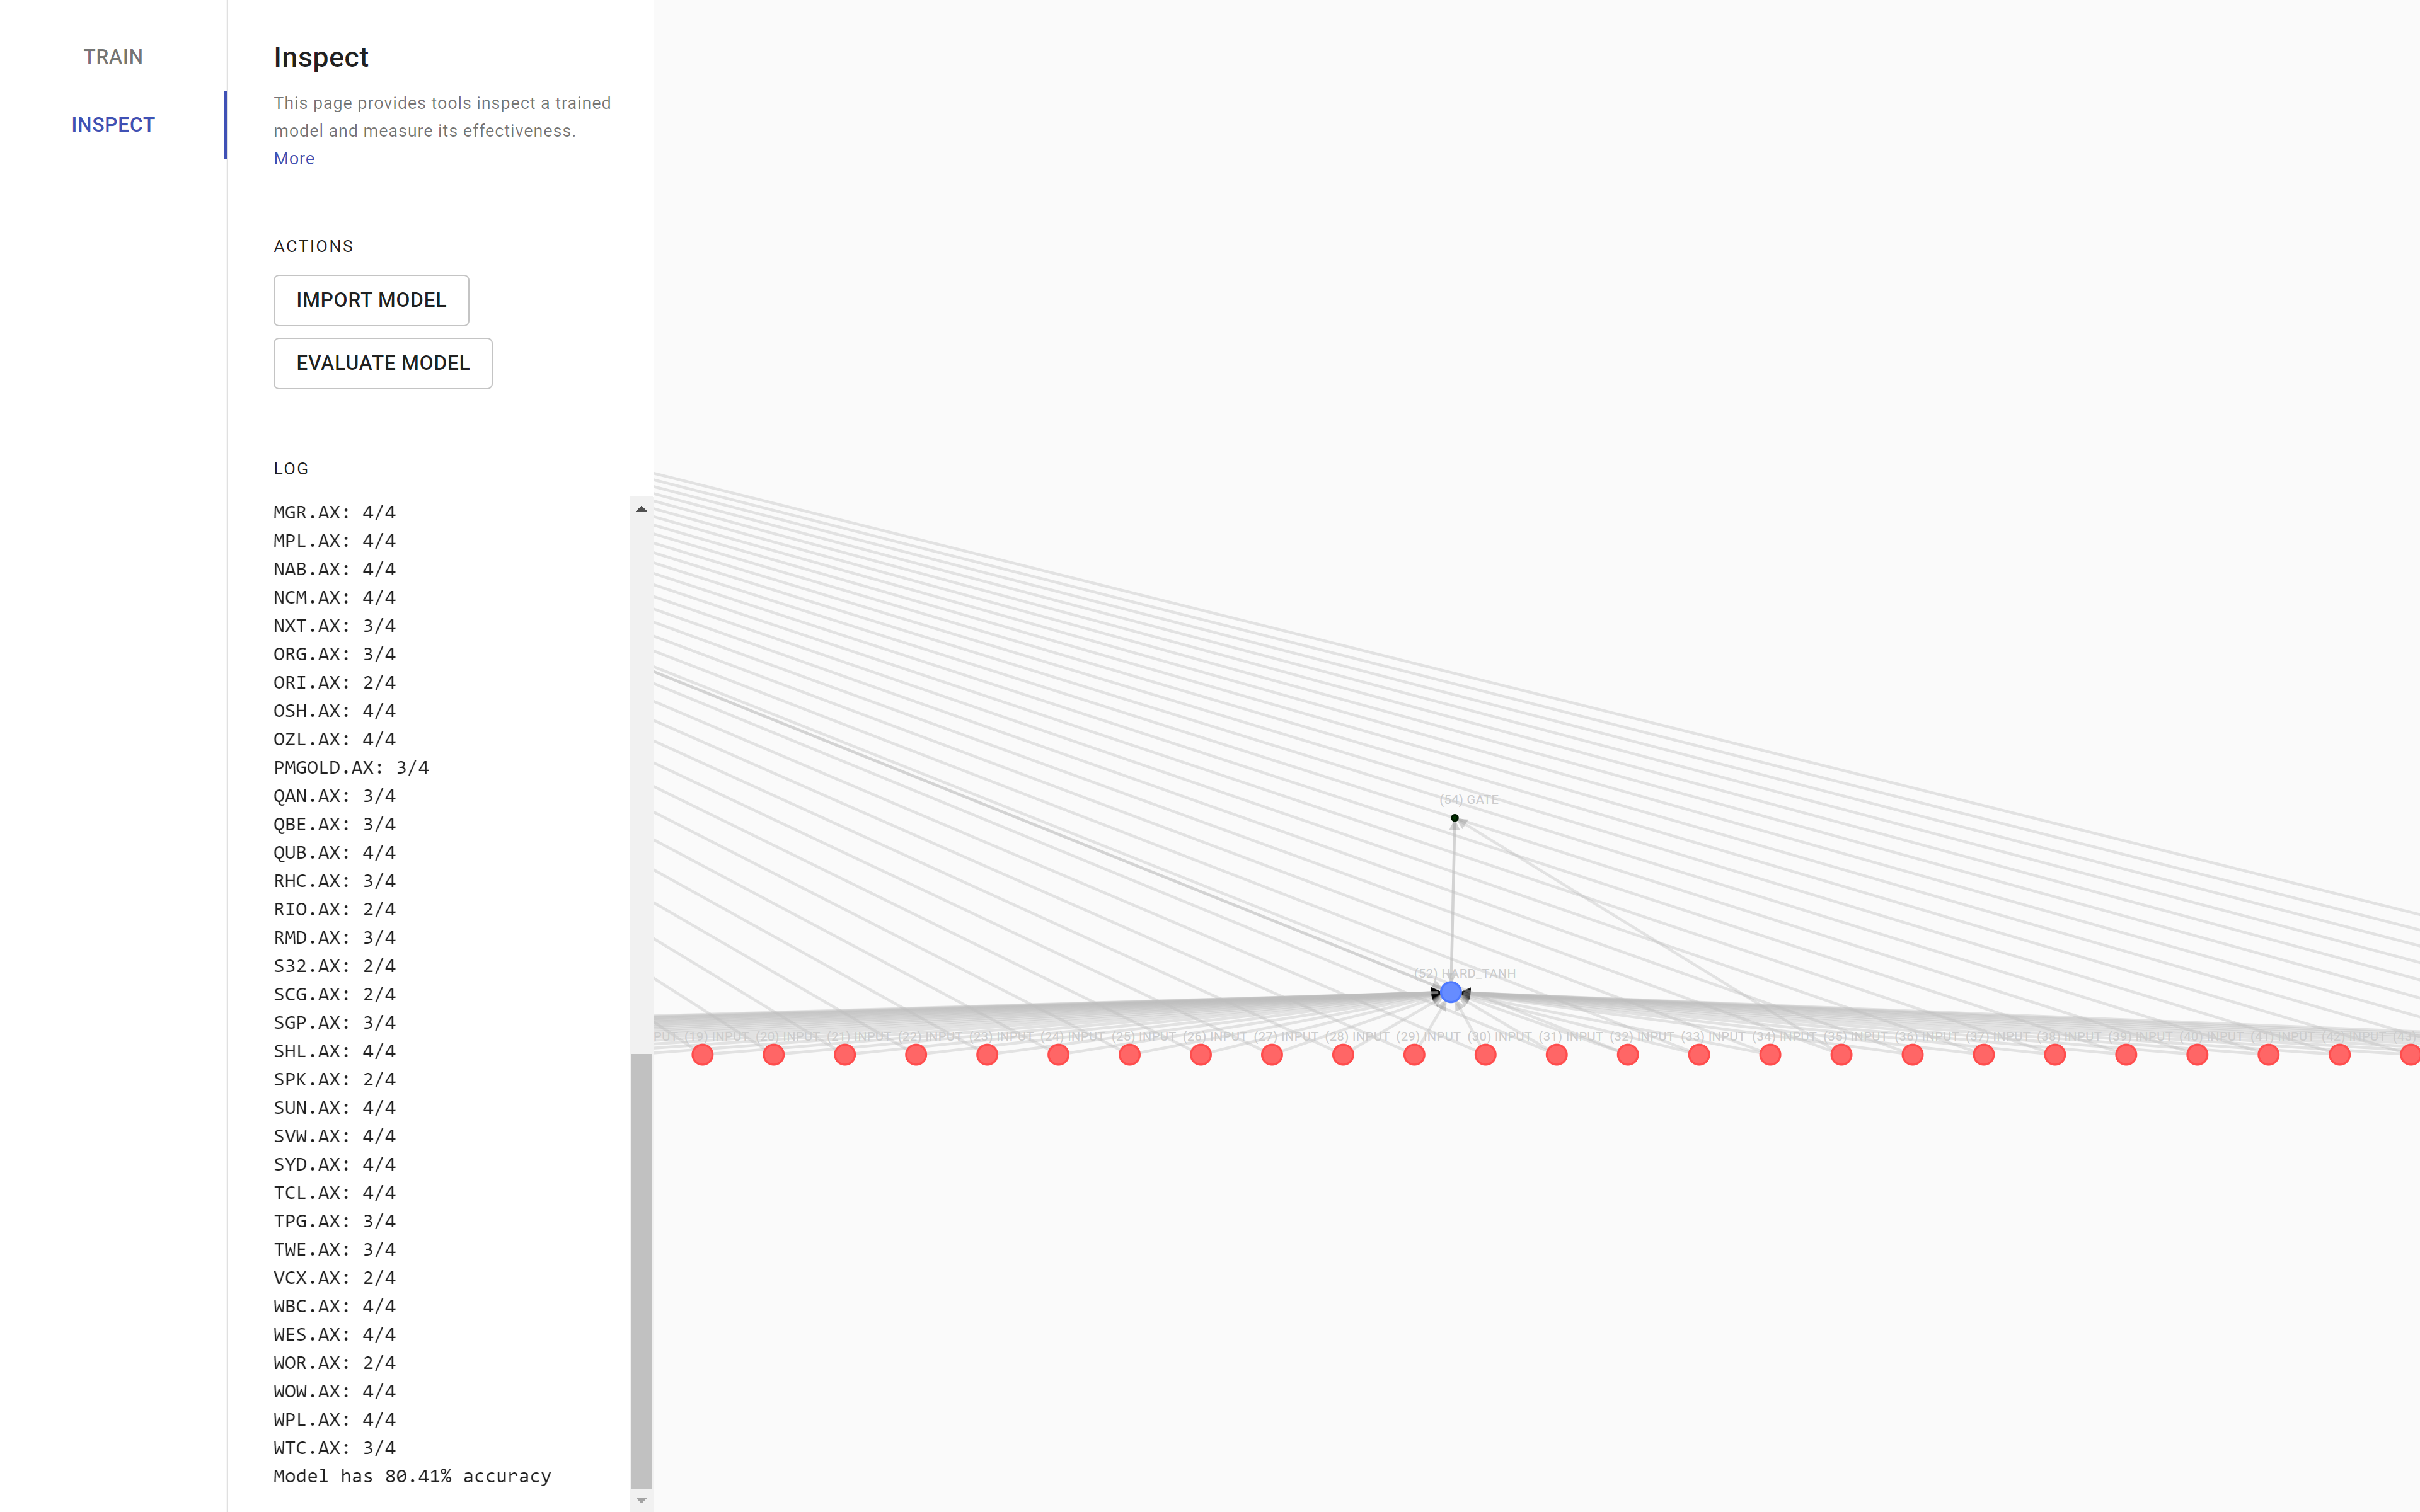 TRAIN
INSPECT
Inspect
This page provides tools inspect a trained
model and measure its effectiveness.
More
ACTIONS
IMPORT MODEL
EVALUATE MODEL
LOG
MGR.AX: 4/4
MPL.AX: 4/4
NAB.AX: 4/4
NCM.AX: 4/4
NXT.AX: 3/4
ORG.AX: 3/4
ORI.AX: 2/4
OSH.AX: 4/4
OZL.AX: 4/4
PMGOLD.AX: 3/4
QAN.AX: 3/4
QBE.AX: 3/4
QUB.AX: 4/4
RHC.AX: 3/4
RIO.AX: 2/4
RMD.AX: 3/4
S32.AX: 2/4
SCG.AX: 2/4
SGP.AX: 3/4
SHL.AX: 4/4
SPK.AX: 2/4
SUN.AX: 4/4
SVW.AX: 4/4
SYD.AX: 4/4
TCL.AX: 4/4
TPG.AX: 3/4
TWE.AX: 3/4
VCX.AX: 2/4
WBC.AX: 4/4
WES.AX: 4/4
WOR.AX: 2/4
WOW.AX: 4/4
WPL.AX: 4/4
WTC.AX: 3/4
Model has 80.41% accuracy
(54) GATE
(52) HARD_TANH
PUT (19) INPUT (20) INPUT (21) INPUT (22) INPUT (23) INPUT (24) INPUT (25) INPUT (26) INPUT (27) INPUT (28) INPUT (29) INPUT (30) INPUT (31) INPUT (32) INPUT (33) INPUT (34) INPUT (35) INPUT (36) INPUT (37) INPUT (38) INPUT (39) INPUT (40) INPUT (41) INPUT (42) INPUT (43)